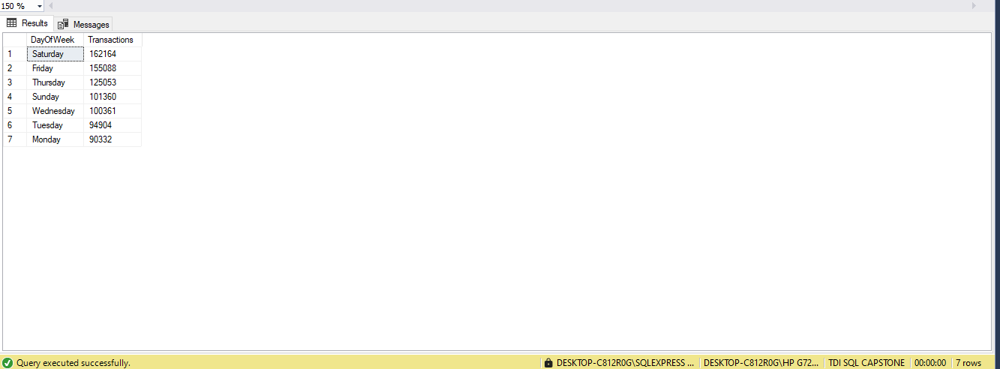 150 %
Results Messages
DayOfWeek Transactions
1 Saturday 162164
2 Friday 155088
3 Thursday 125053
4 Sunday 101360
5 Wednesday 100361
6 Tuesday 94904
7 Monday 90332
Query executed successfully. DESKTOP-C812R0G\SQLEXPRESS ... DESKTOP-C812R0G\HP G72... TDI SQL CAPSTONE 00:00:00 7 rows